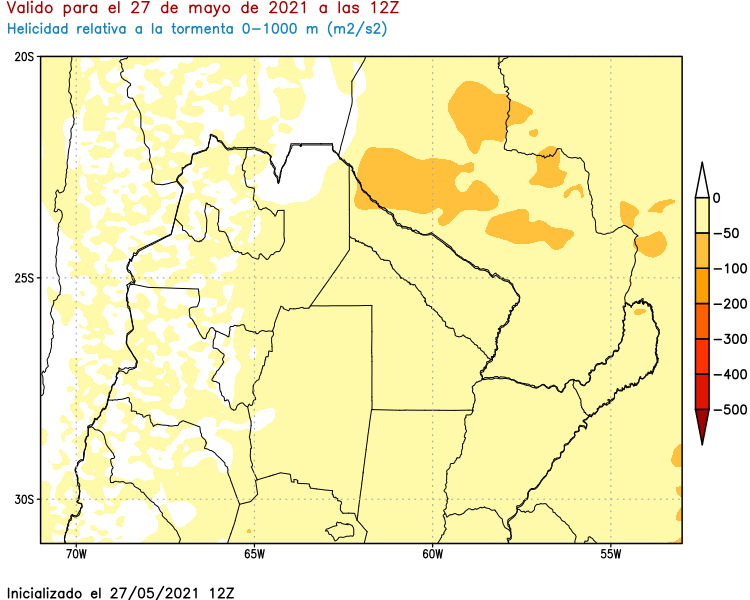 Valido para el 27 de mayo de 2021 a las 12Z
Helicidad relativa a la tormenta 0-1000 m (m2/s2)
20S
25S
30S
70W
65W
60W
55W
0
-50
-100
-200
-300
-400
-500
Inicializado el 27/05/2021 12Z